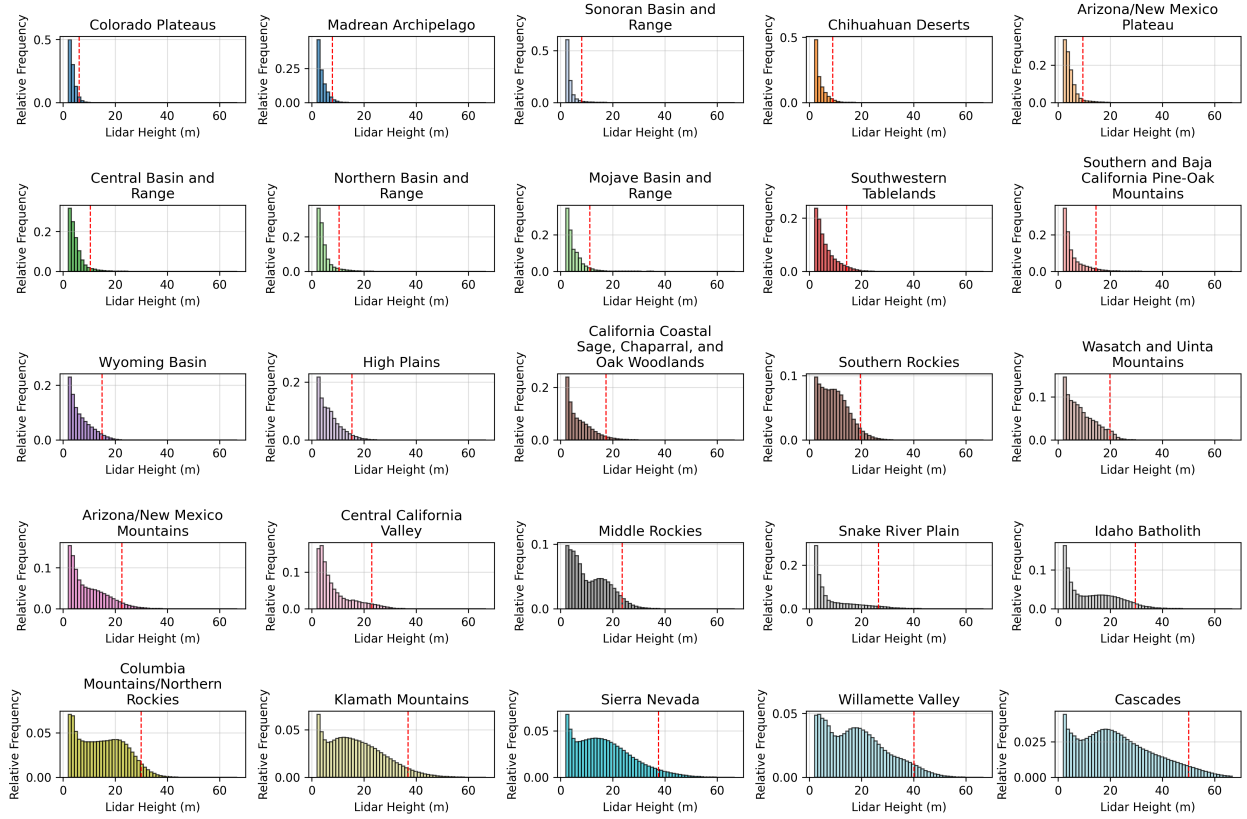 Colorado Plateaus
Relative Frequency
0.5
0.0
0 20 40 60
Lidar Height (m)
Madrean Archipelago
Relative Frequency
0.25
0.00
0 20 40 60
Lidar Height (m)
Sonoran Basin and
Range
Relative Frequency
0.5
0.0
0 20 40 60
Lidar Height (m)
Chihuahuan Deserts
Relative Frequency
0.5
0.0
0 20 40 60
Lidar Height (m)
Arizona/New Mexico
Plateau
Relative Frequency
0.2
0.0
0 20 40 60
Lidar Height (m)
Central Basin and
Range
Relative Frequency
0.2
0.0
0 20 40 60
Lidar Height (m)
Northern Basin and
Range
Relative Frequency
0.2
0.0
0 20 40 60
Lidar Height (m)
Mojave Basin and
Range
Relative Frequency
0.2
0.0
0 20 40 60
Lidar Height (m)
Southwestern
Tablelands
Relative Frequency
0.2
0.0
0 20 40 60
Lidar Height (m)
Southern and Baja
California Pine-Oak
Mountains
Relative Frequency
0.2
0.0
0 20 40 60
Lidar Height (m)
Wyoming Basin
Relative Frequency
0.2
0.0
0 20 40 60
Lidar Height (m)
High Plains
Relative Frequency
0.2
0.1
0.0
0 20 40 60
Lidar Height (m)
California Coastal
Sage, Chaparral, and
Oak Woodlands
Relative Frequency
0.2
0.0
0 20 40 60
Lidar Height (m)
Southern Rockies
Relative Frequency
0.1
0.0
0 20 40 60
Lidar Height (m)
Wasatch and Uinta
Mountains
Relative Frequency
0.1
0.0
0 20 40 60
Lidar Height (m)
Arizona/New Mexico
Mountains
Relative Frequency
0.1
0.0
0 20 40 60
Lidar Height (m)
Central California
Valley
Relative Frequency
0.1
0.0
0 20 40 60
Lidar Height (m)
Middle Rockies
Relative Frequency
0.1
0.0
0 20 40 60
Lidar Height (m)
Snake River Plain
Relative Frequency
0.2
0.0
0 20 40 60
Lidar Height (m)
Idaho Batholith
Relative Frequency
0.1
0.0
0 20 40 60
Lidar Height (m)
Columbia
Mountains/Northern
Rockies
Relative Frequency
0.05
0.00
0 20 40 60
Lidar Height (m)
Klamath Mountains
Relative Frequency
0.05
0.00
0 20 40 60
Lidar Height (m)
Sierra Nevada
Relative Frequency
0.05
0.00
0 20 40 60
Lidar Height (m)
Willamette Valley
Relative Frequency
0.05
0.00
0 20 40 60
Lidar Height (m)
Cascades
Relative Frequency
0.025
0.000
0 20 40 60
Lidar Height (m)